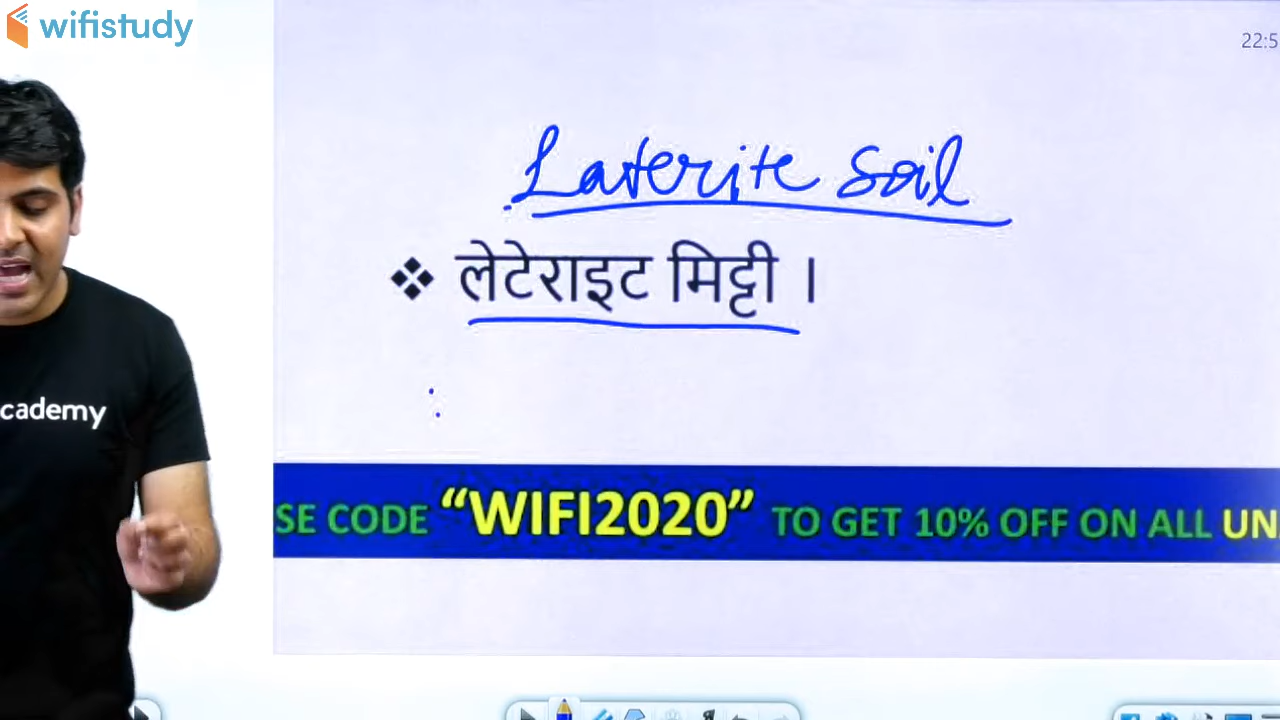 wifistudy
22:5
Laterite soil
❖ लेटेराइट मिट्टी ।
cademy
SE CODE “WIFI2020” TO GET 10% OFF ON ALL UN